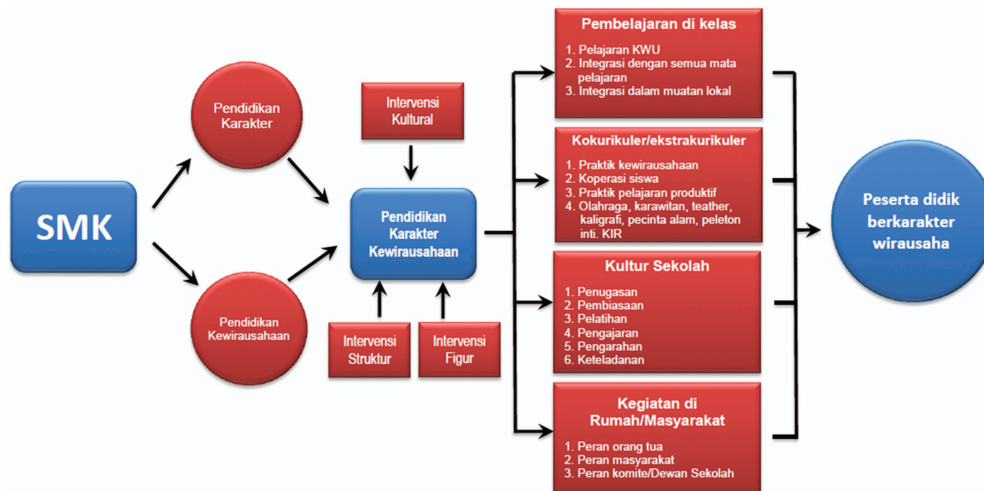 SMK
Pendidikan
Karakter
Pendidikan
Kewirausahaan
Intervensi
Kultural
Pendidikan
Karakter
Kewirausahaan
Intervensi
Struktur
Intervensi
Figur
Pembelajaran di kelas
1. Pelajaran KWU
2. Integrasi dengan semua mata
pelajaran
3. Integrasi dalam muatan lokal
Kokurikuler/ekstrakurikuler
1. Praktik kewirausahaan
2. Koperasi siswa
3. Praktik pelajaran produktif
4. Olahraga, karawitan, teather,
kaligrafi, pecinta alam, peleton
inti. KIR
Kultur Sekolah
1. Penugasan
2. Pembiasaan
3. Pelatihan
4. Pengajaran
5. Pengarahan
6. Keteladanan
Kegiatan di
Rumah/Masyarakat
1. Peran orang tua
2. Peran masyarakat
3. Peran komite/Dewan Sekolah
Peserta didik
berkarakter
wirausaha